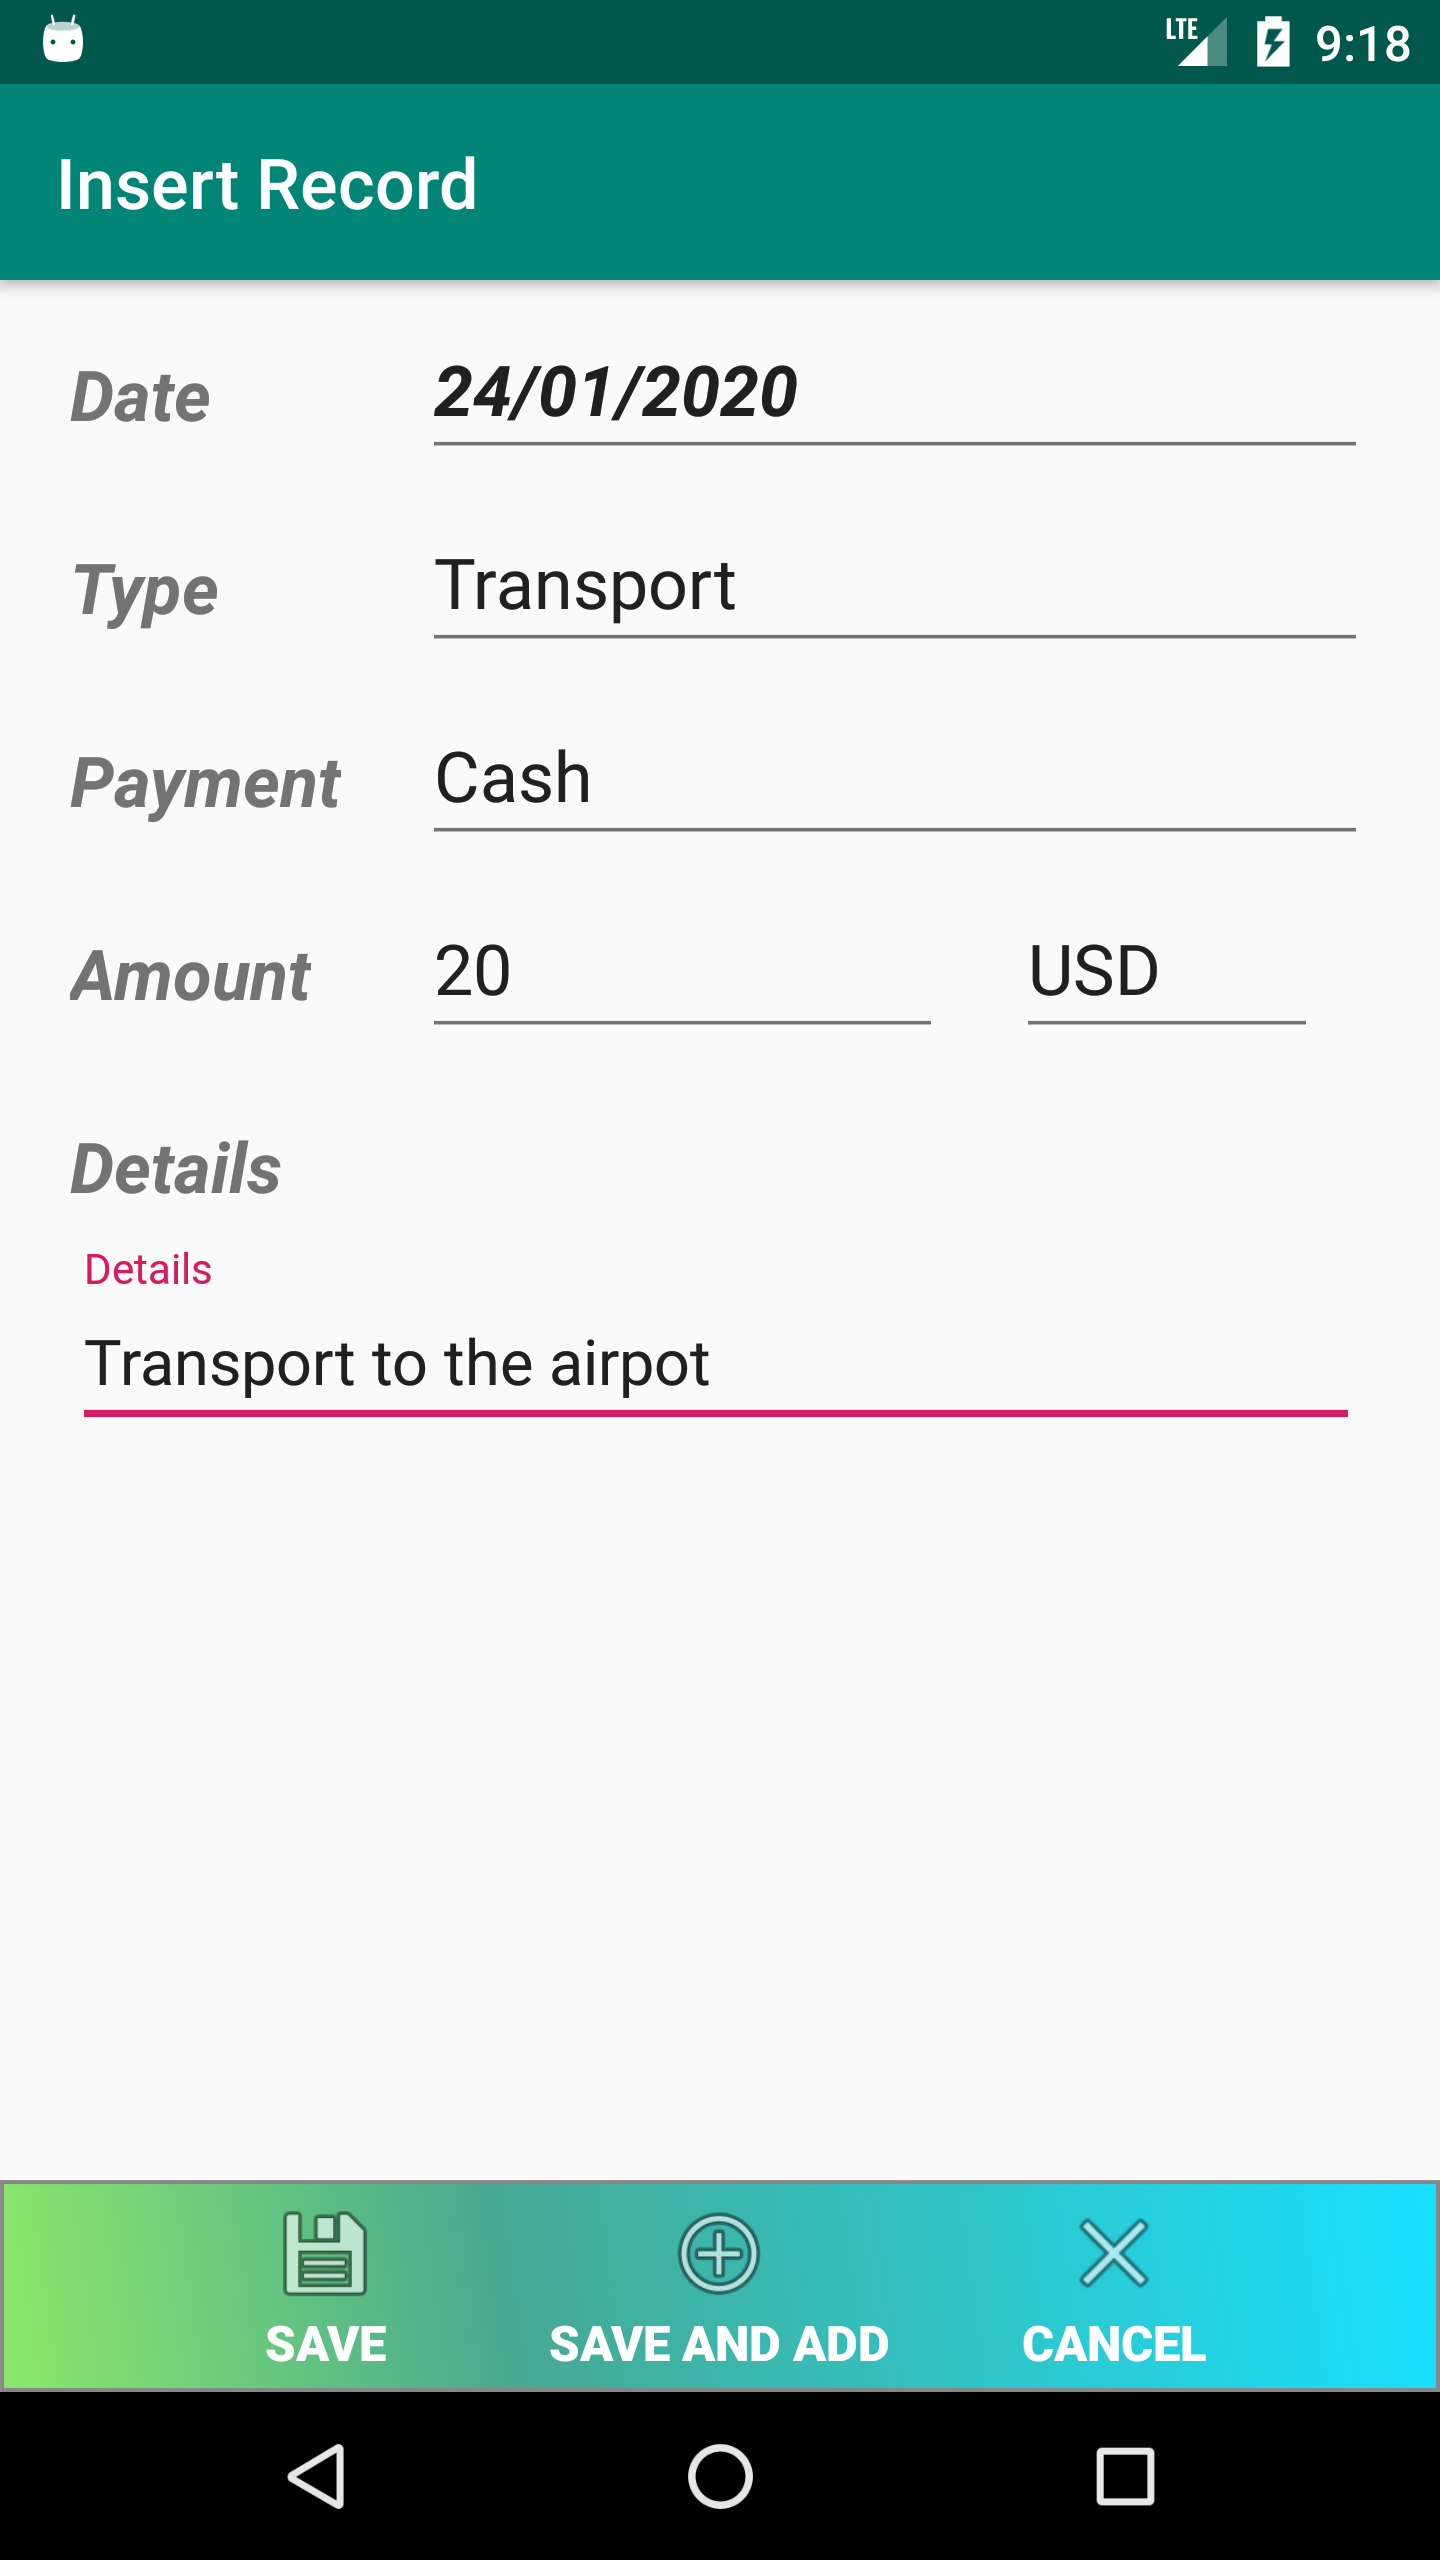 LTE 9:18
Insert Record
Date 24/01/2020
Type Transport
Payment Cash
Amount 20 USD
Details
Details
Transport to the airpot
SAVE SAVE AND ADD CANCEL